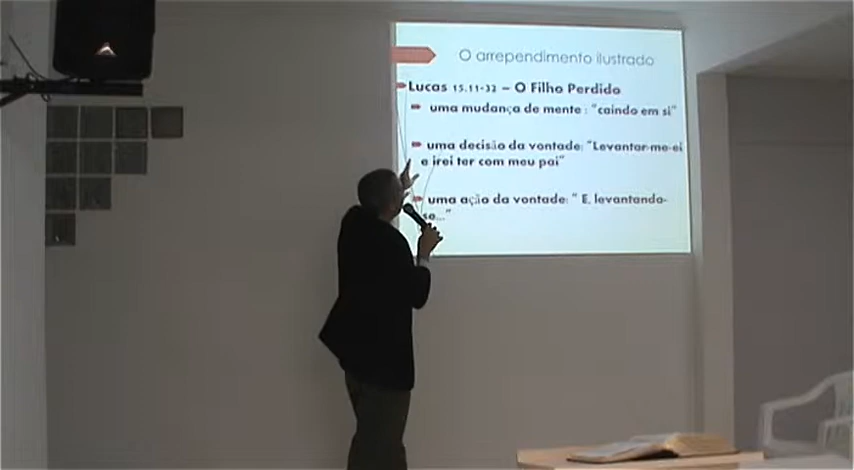 O arrependimento ilustrado
Lucas 15.11-32 – O Filho Perdido
uma mudança de mente : "caindo em si"
uma decisão da vontade: "Levantar-me-ei
e irei ter com meu pai"
uma ação da vontade: " E, levantando-
se..."